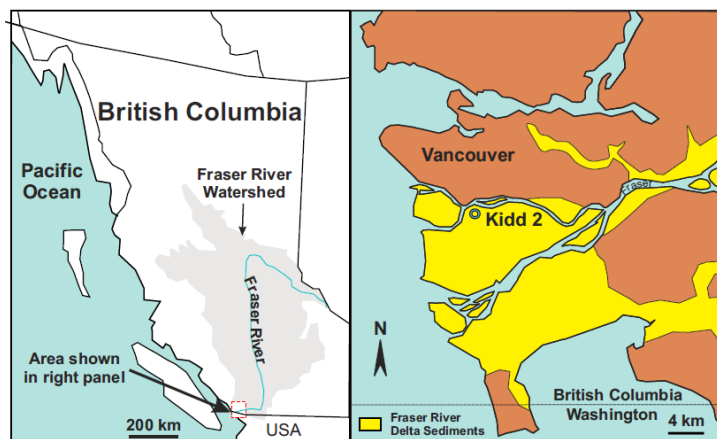 British Columbia
Pacific
Ocean
Fraser River
Watershed
Fraser River
Area shown
in right panel
200 km
USA
Vancouver
Fraser
Kidd 2
N
British Columbia
Washington
Fraser River
Delta Sediments
4 km